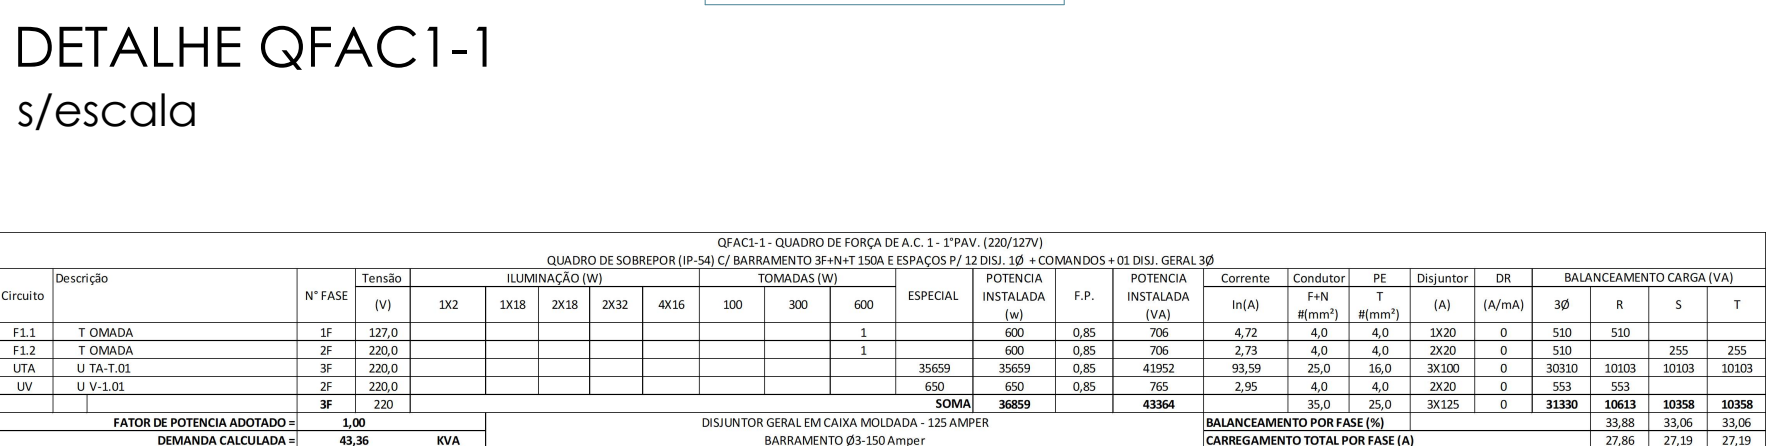 DETALHE QFAC1-1
s/escala
QFAC1-1 - QUADRO DE FORÇA DE A.C. 1 - 1°PAV. (220/127V)
QUADRO DE SOBREPOR (IP-54) C/ BARRAMENTO 3F+N+T 150A E ESPAÇOS P/ 12 DISJ. 1Ø + COMANDOS + 01 DISJ. GERAL 3Ø
Circuito Descrição N° FASE Tensão (V) ILUMINAÇÃO (W) TOMADAS (W) ESPECIAL POTENCIA INSTALADA (w) F.P. POTENCIA INSTALADA (VA) Corrente In(A) Condutor F+N #(mm²) PE T #(mm²) Disjuntor (A) DR (A/mA) BALANCEAMENTO CARGA (VA)
1X2 1X18 2X18 2X32 4X16 100 300 600 3Ø R S T
F1.1 T OMADA 1F 127,0 1 600 0,85 706 4,72 4,0 4,0 1X20 0 510 510
F1.2 T OMADA 2F 220,0 1 600 0,85 706 2,73 4,0 4,0 2X20 0 510 255 255
UTA U TA-T.01 3F 220,0 35659 35659 0,85 41952 93,59 25,0 16,0 3X100 0 30310 10103 10103 10103
UV U V-1.01 2F 220,0 650 650 0,85 765 2,95 4,0 4,0 2X20 0 553 553
3F 220 SOMA 36859 43364 35,0 25,0 3X125 0 31330 10613 10358 10358
FATOR DE POTENCIA ADOTADO = 1,00 DISJUNTOR GERAL EM CAIXA MOLDADA - 125 AMPER BALANCEAMENTO POR FASE (%) 33,88 33,06 33,06
DEMANDA CALCULADA = 43,36 KVA BARRAMENTO Ø3-150 Amper CARREGAMENTO TOTAL POR FASE (A) 27,86 27,19 27,19